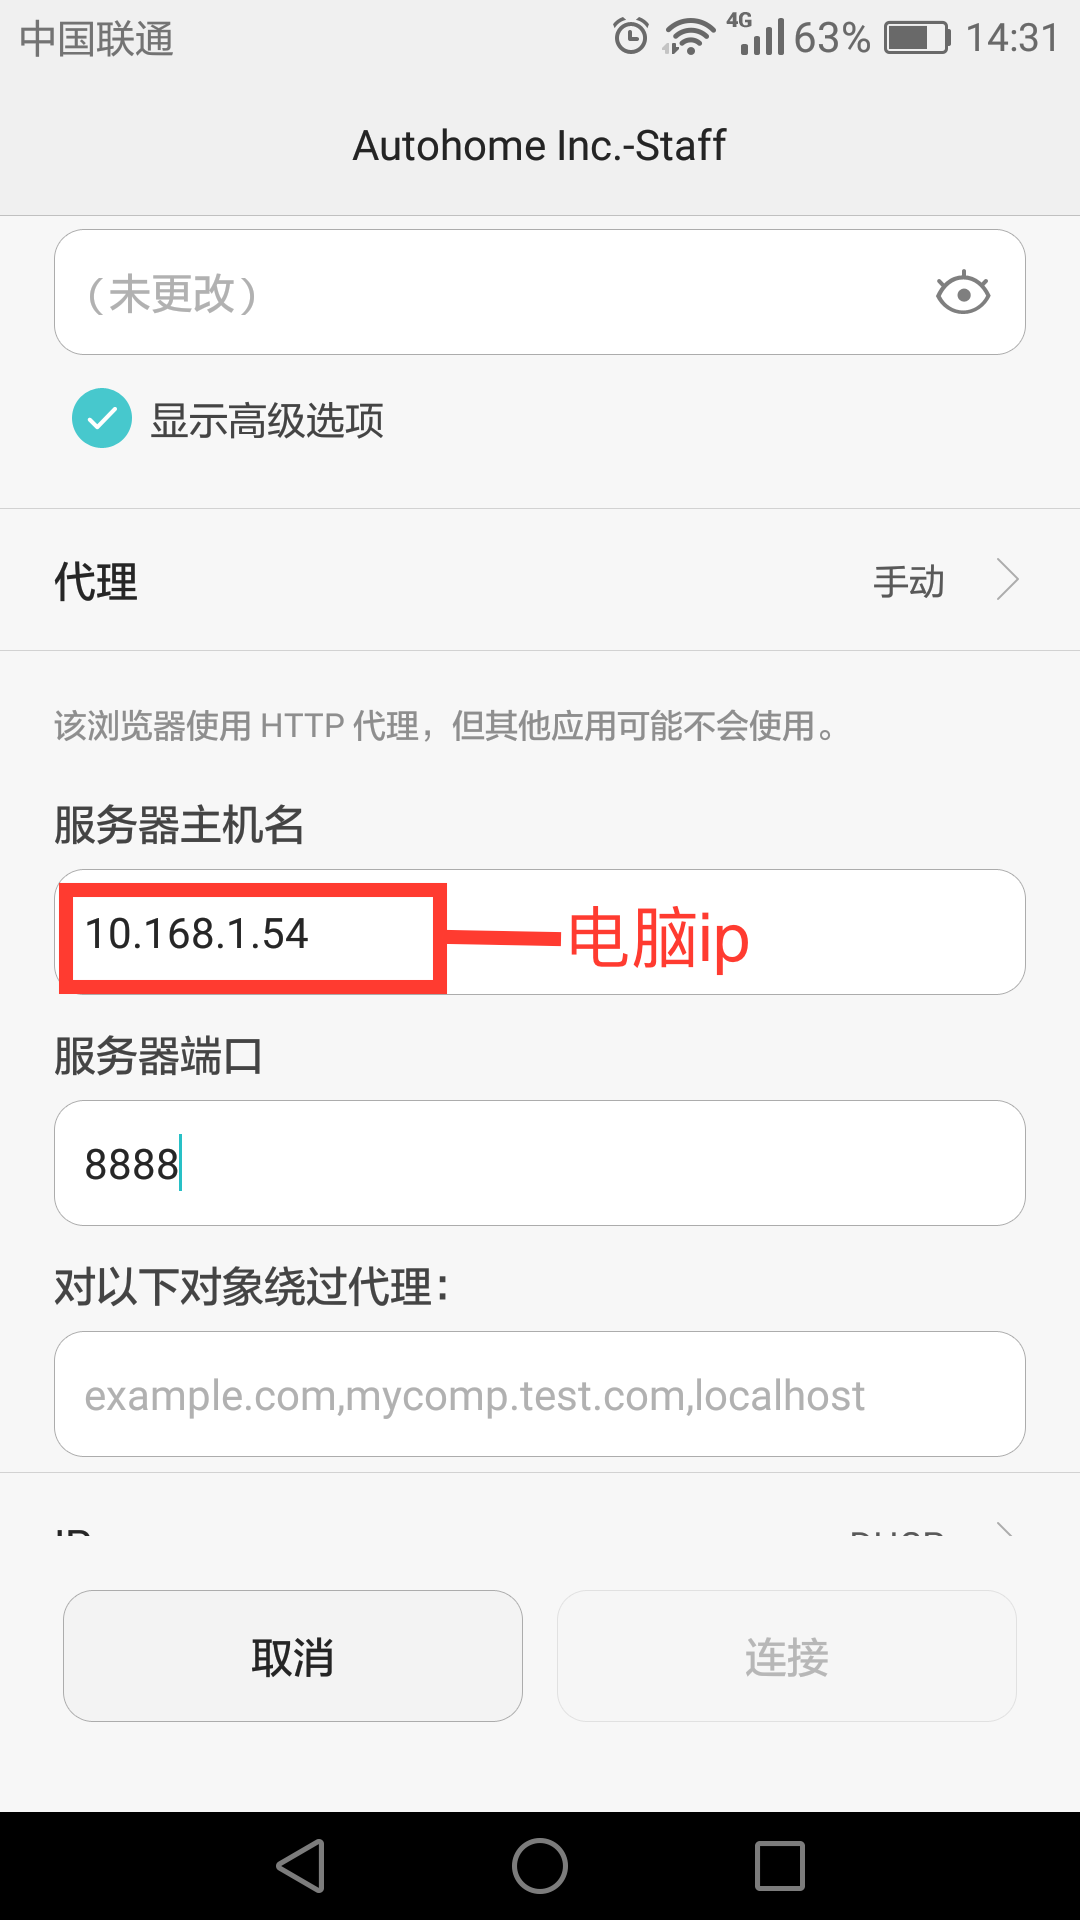 中国联通 4G 63% 14:31
Autohome Inc.-Staff
(未更改)
显示高级选项
代理 手动
该浏览器使用 HTTP 代理，但其他应用可能不会使用。
服务器主机名
10.168.1.54 电脑ip
服务器端口
8888
对以下对象绕过代理：
example.com,mycomp.test.com,localhost
IP DHCP
取消 连接